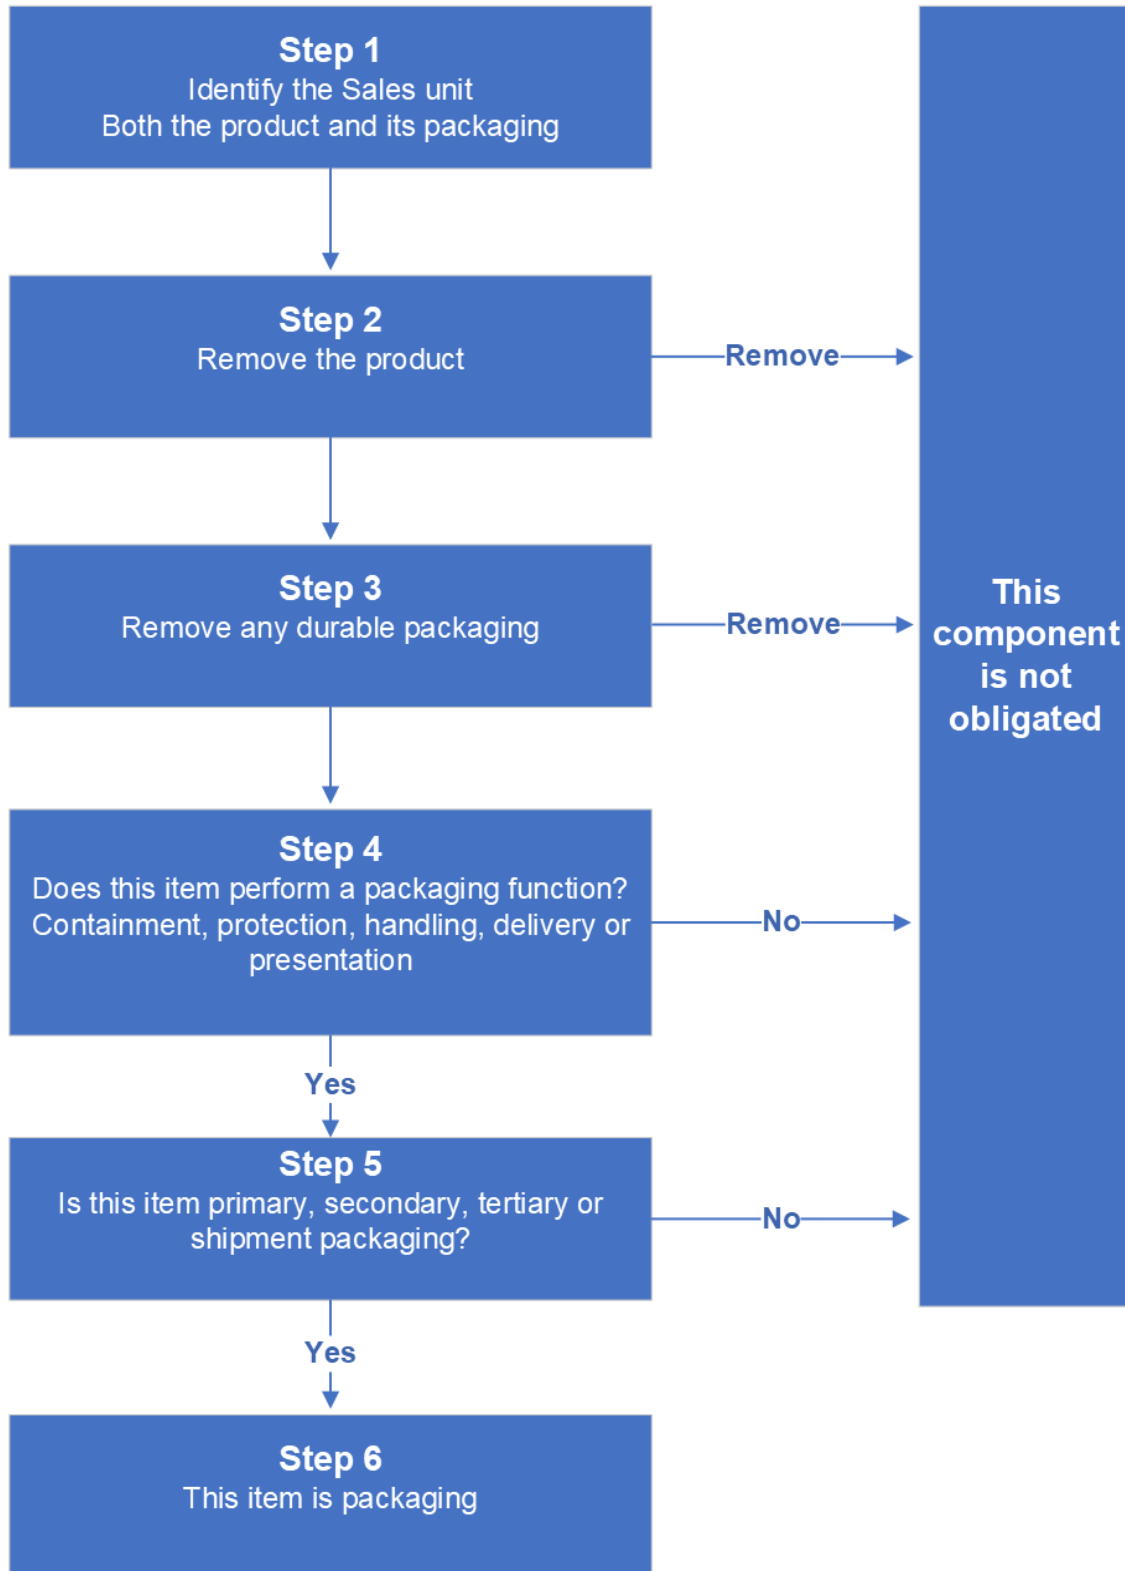 Step 1
Identify the Sales unit
Both the product and its packaging
Step 2
Remove the product
Remove
Step 3
Remove any durable packaging
Remove
This
component
is not
obligated
Step 4
Does this item perform a packaging function?
Containment, protection, handling, delivery or
presentation
No
Yes
Step 5
Is this item primary, secondary, tertiary or
shipment packaging?
No
Yes
Step 6
This item is packaging